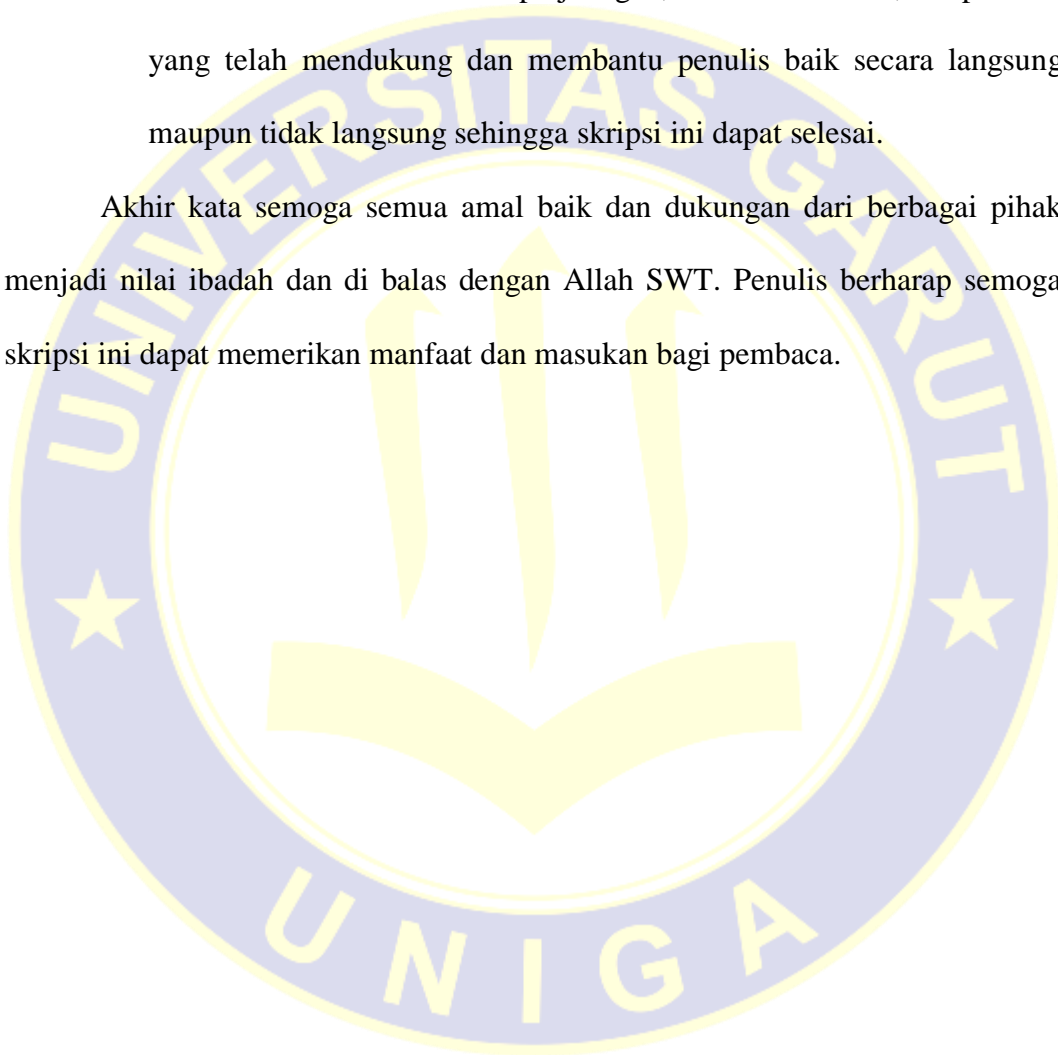 yang telah mendukung dan membantu penulis baik secara langsung
maupun tidak langsung sehingga skripsi ini dapat selesai.
Akhir kata semoga semua amal baik dan dukungan dari berbagai pihak
menjadi nilai ibadah dan di balas dengan Allah SWT. Penulis berharap semoga
skripsi ini dapat memerikan manfaat dan masukan bagi pembaca.
UNIVERSITAS GARUT
UNIGA